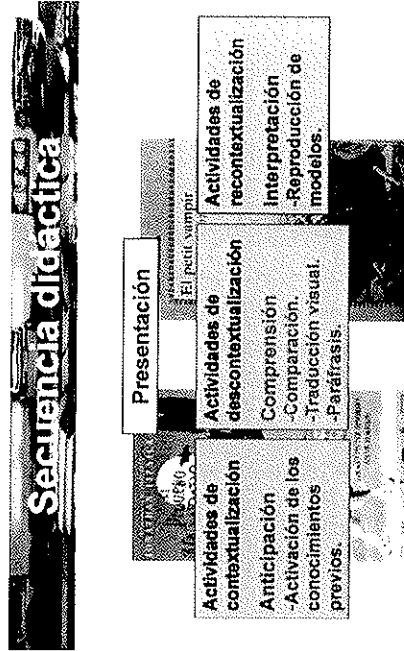 Secuencia didactica
Presentación
El petit vampir
Actividades de
contextualización
Anticipación
-Activación de los
conocimientos
previos.
Actividades de
descontextualización
Comprensión
-Comparación.
-Traducción visual.
-Paráfrasis.
Actividades de
recontextualización
Interpretación
-Reproducción de
modelos.